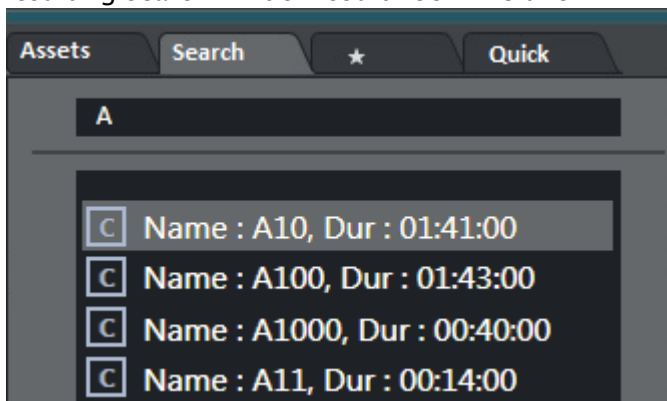 Assets Search ★ Quick
A
C Name : A10, Dur : 01:41:00
C Name : A100, Dur : 01:43:00
C Name : A1000, Dur : 00:40:00
C Name : A11, Dur : 00:14:00